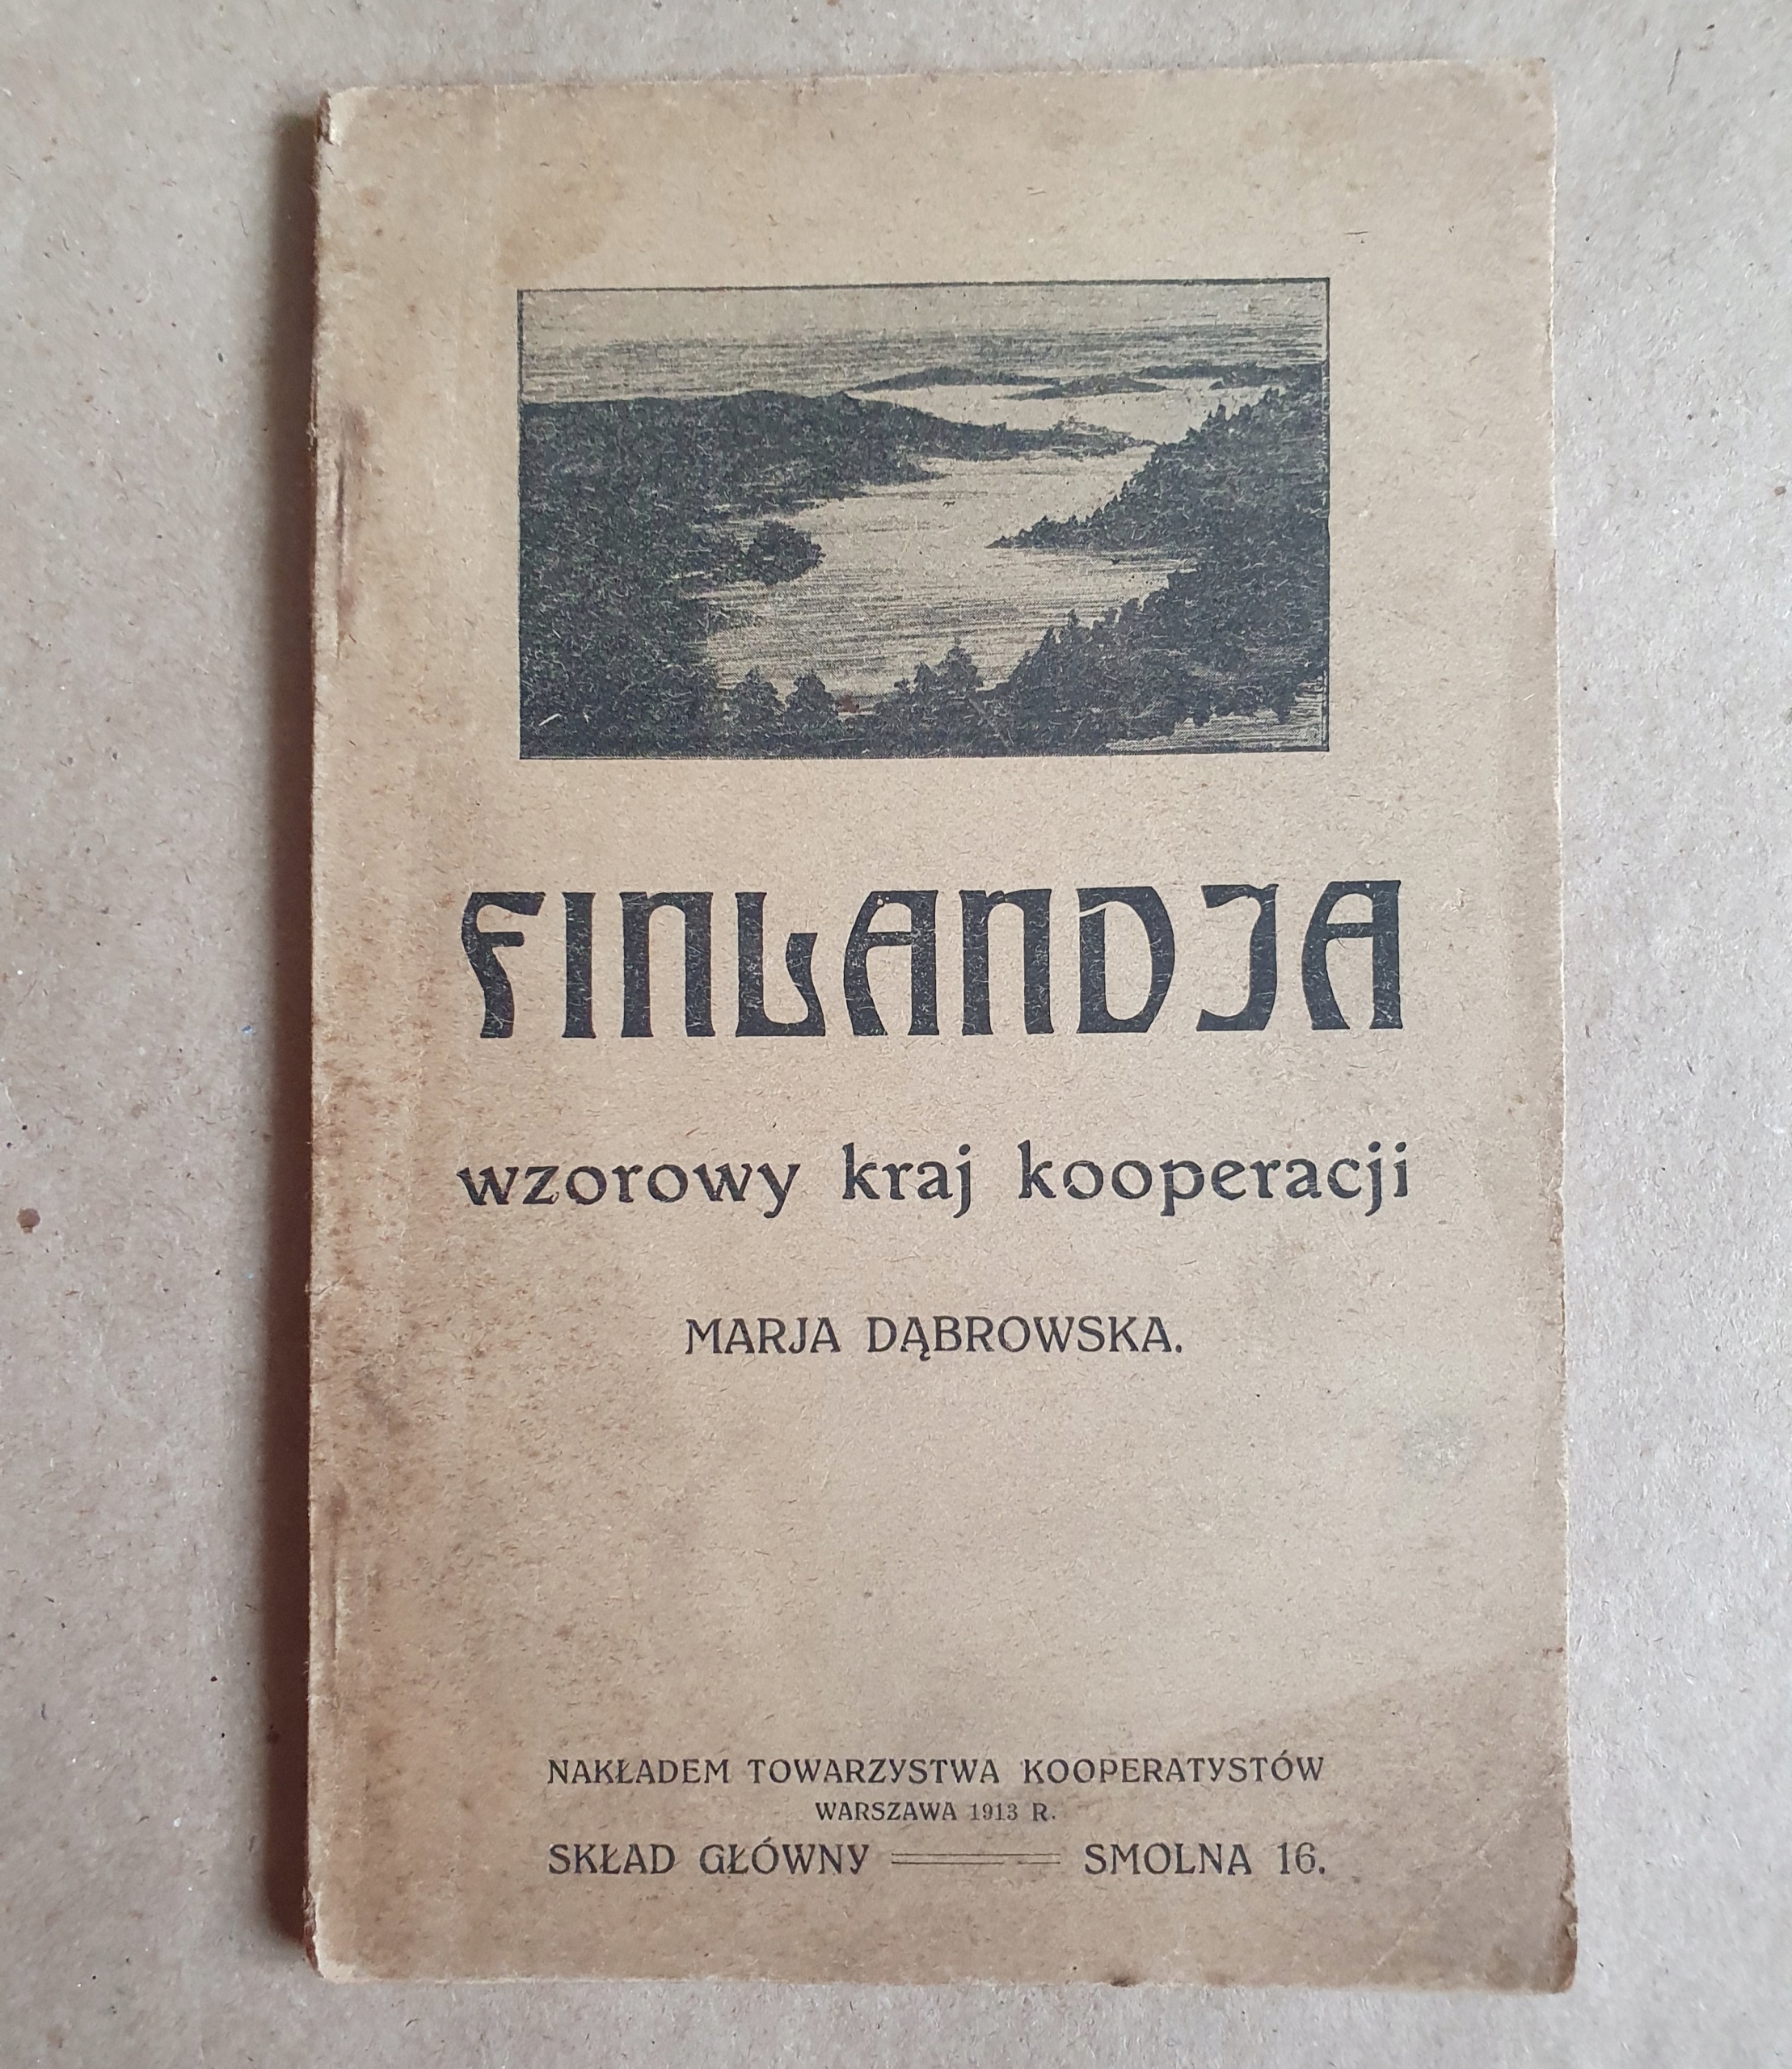 FINLANDJA
wzorowy kraj kooperacji
MARJA DĄBROWSKA.
NAKŁADEM TOWARZYSTWA KOOPERATYSTÓW
WARSZAWA 1913 R.
SKŁAD GŁÓWNY SMOLNA 16.